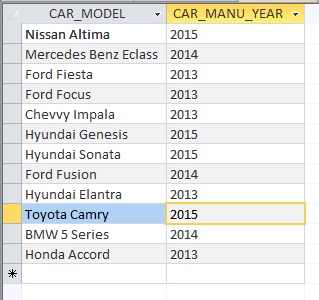 CAR_MODEL CAR_MANU_YEAR
Nissan Altima 2015
Mercedes Benz Eclass 2014
Ford Fiesta 2013
Ford Focus 2013
Chevvy Impala 2013
Hyundai Genesis 2015
Hyundai Sonata 2015
Ford Fusion 2014
Hyundai Elantra 2013
Toyota Camry 2015
BMW 5 Series 2014
Honda Accord 2013